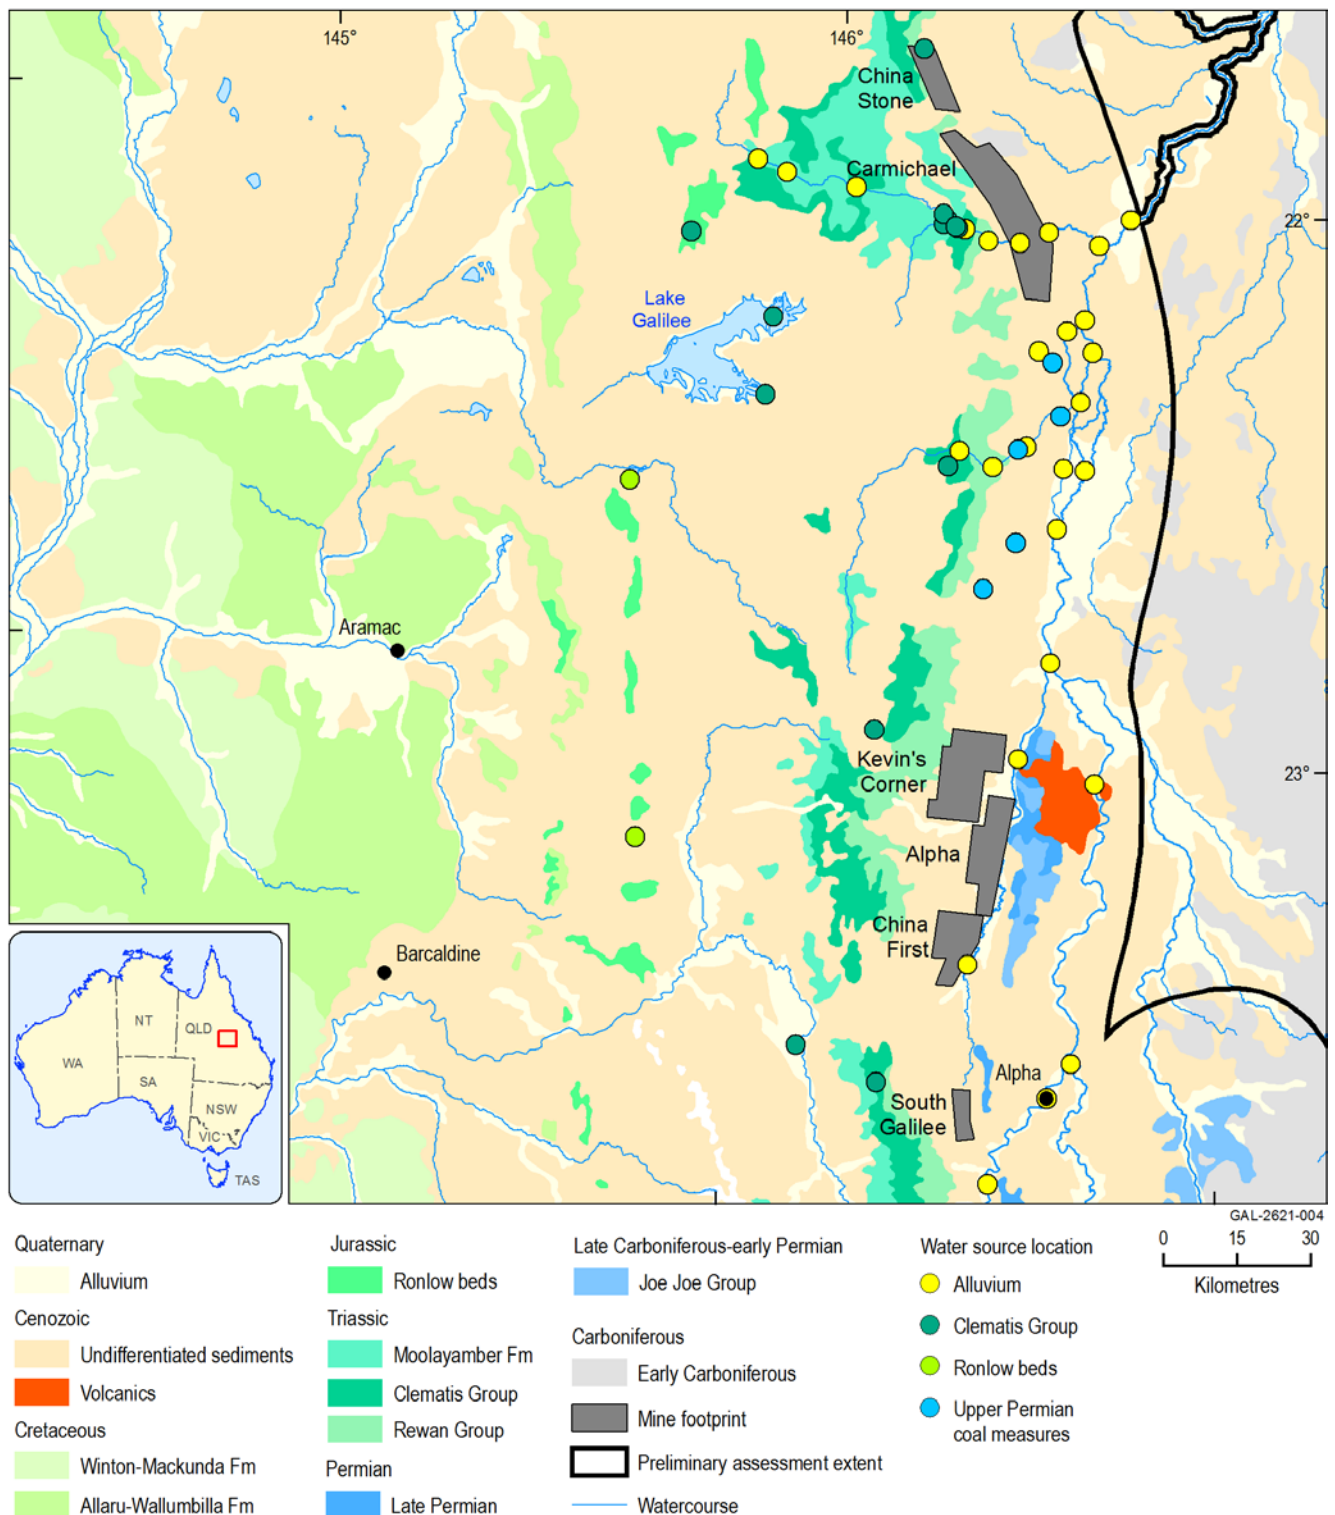 145°
146°
China
Stone
Carmichael
22°
Lake
Galilee
Aramac
Kevin's
Corner
23°
Alpha
China
First
Barcaldine
Alpha
South
Galilee
NT
QLD
WA
SA
NSW
VIC
TAS
GAL-2621-004
0 15 30
Kilometres
Quaternary
Alluvium
Cenozoic
Undifferentiated sediments
Volcanics
Cretaceous
Winton-Mackunda Fm
Allaru-Wallumbilla Fm
Jurassic
Ronlow beds
Triassic
Moolayamber Fm
Clematis Group
Rewan Group
Permian
Late Permian
Late Carboniferous-early Permian
Joe Joe Group
Carboniferous
Early Carboniferous
Mine footprint
Preliminary assessment extent
Watercourse
Water source location
Alluvium
Clematis Group
Ronlow beds
Upper Permian
coal measures